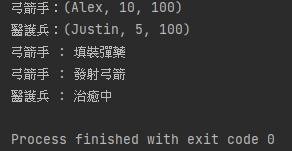 弓箭手：(Alex, 10, 100)
醫護兵：(Justin, 5, 100)
弓箭手 : 填裝彈藥
弓箭手 : 發射弓箭
醫護兵 : 治癒中
Process finished with exit code 0